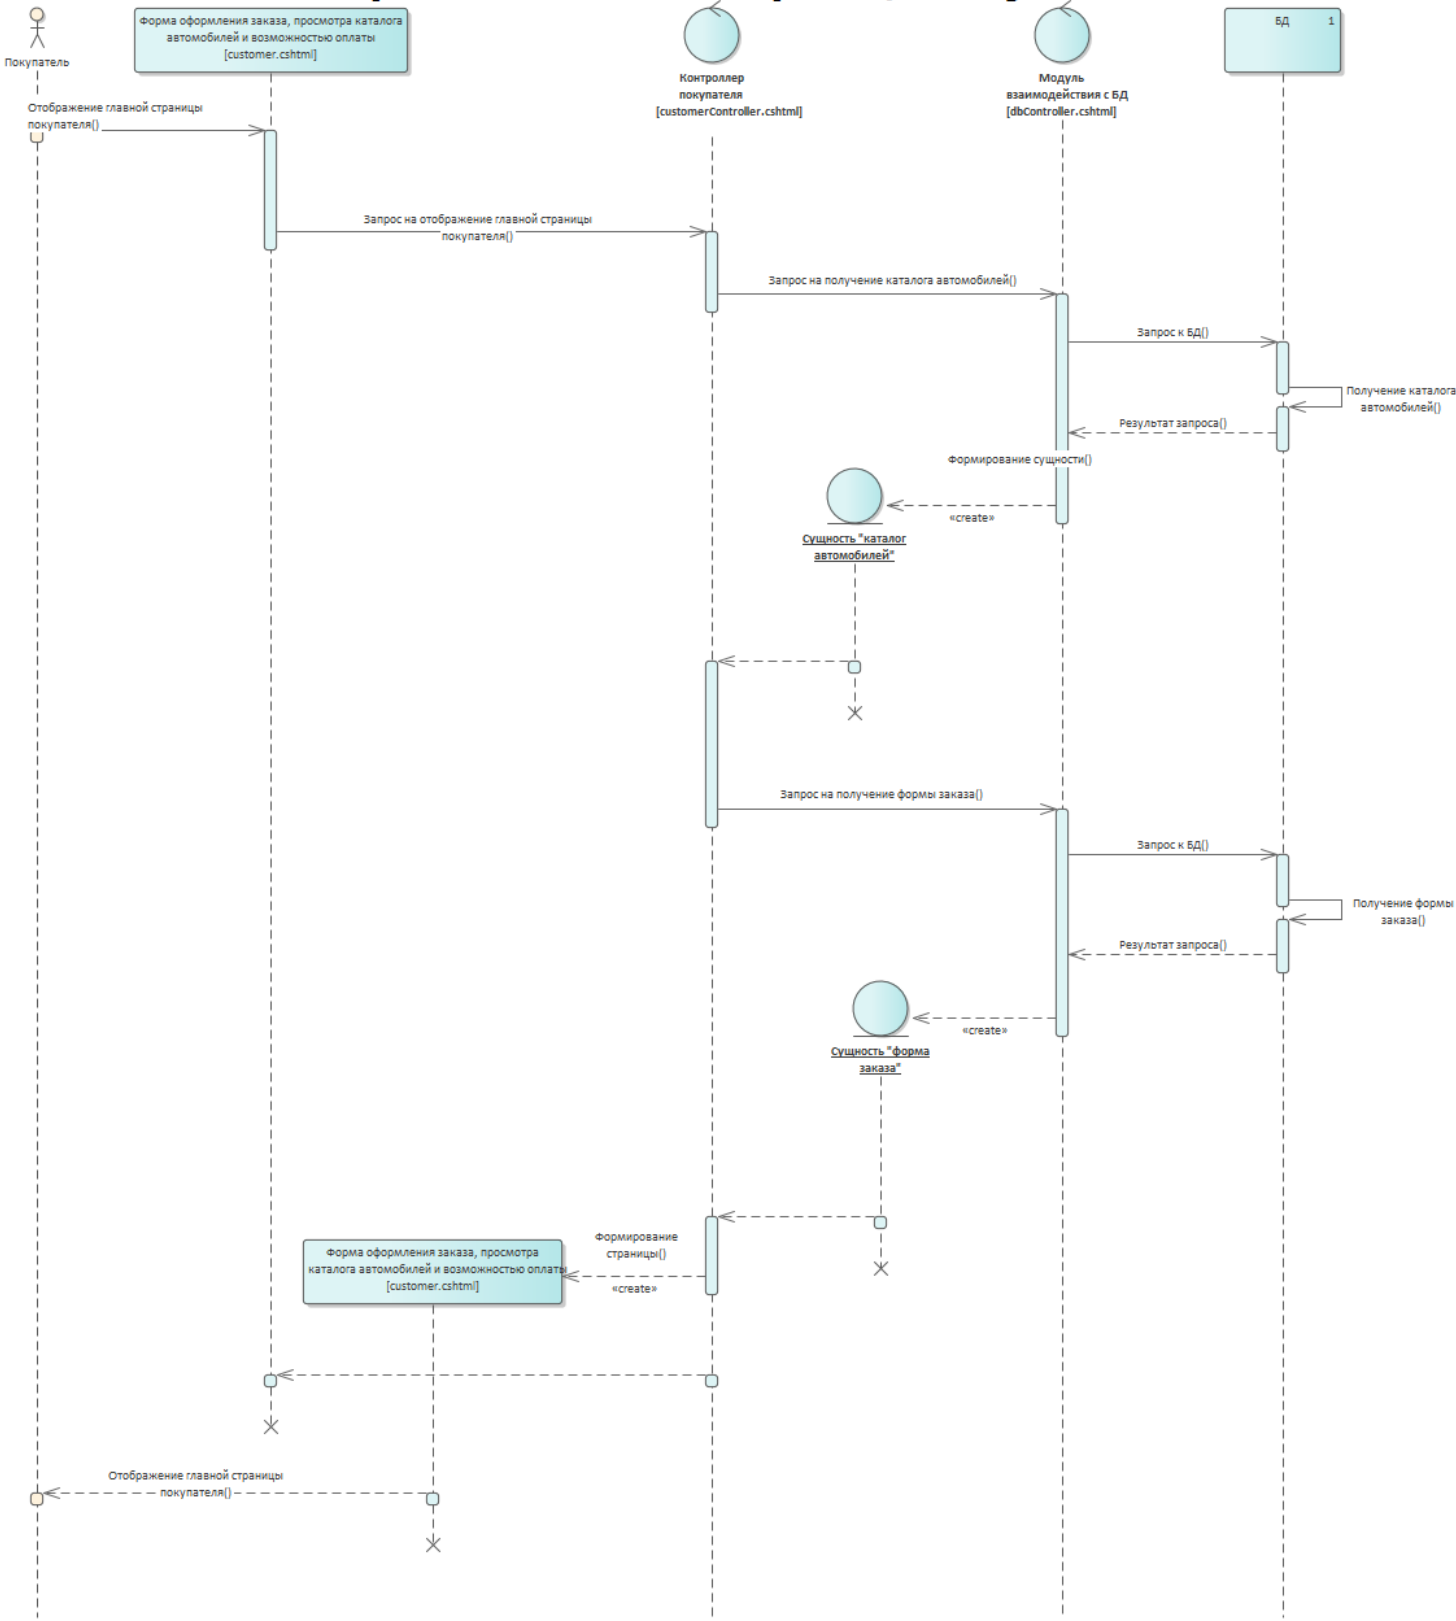 Покупатель
Форма оформления заказа, просмотра каталога
автомобилей и возможностью оплаты
[customer.cshtml]
Контроллер
покупателя
[customerController.cshtml]
Модуль
взаимодействия с БД
[dbController.cshtml]
БД 1
Отображение главной страницы
покупателя()
Запрос на отображение главной страницы
покупателя()
Запрос на получение каталога автомобилей()
Запрос к БД()
Получение каталога
автомобилей()
Результат запроса()
Формирование сущности()
«create»
Сущность "каталог
автомобилей"
Запрос на получение формы заказа()
Запрос к БД()
Получение формы
заказа()
Результат запроса()
«create»
Сущность "форма
заказа"
Формирование
страницы()
«create»
Форма оформления заказа, просмотра
каталога автомобилей и возможностью оплаты
[customer.cshtml]
Отображение главной страницы
покупателя()